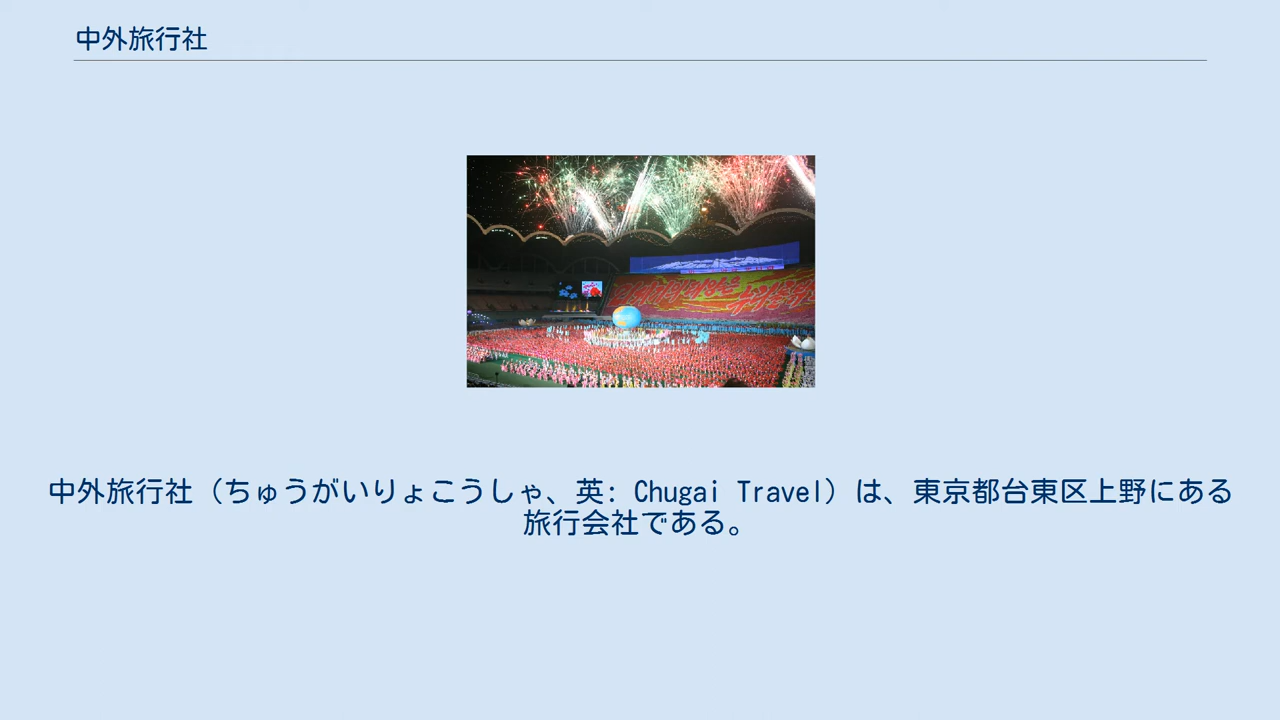 中外旅行社
中外旅行社（ちゅうがいりょこうしゃ、英: Chugai Travel）は、東京都台東区上野にある
旅行会社である。